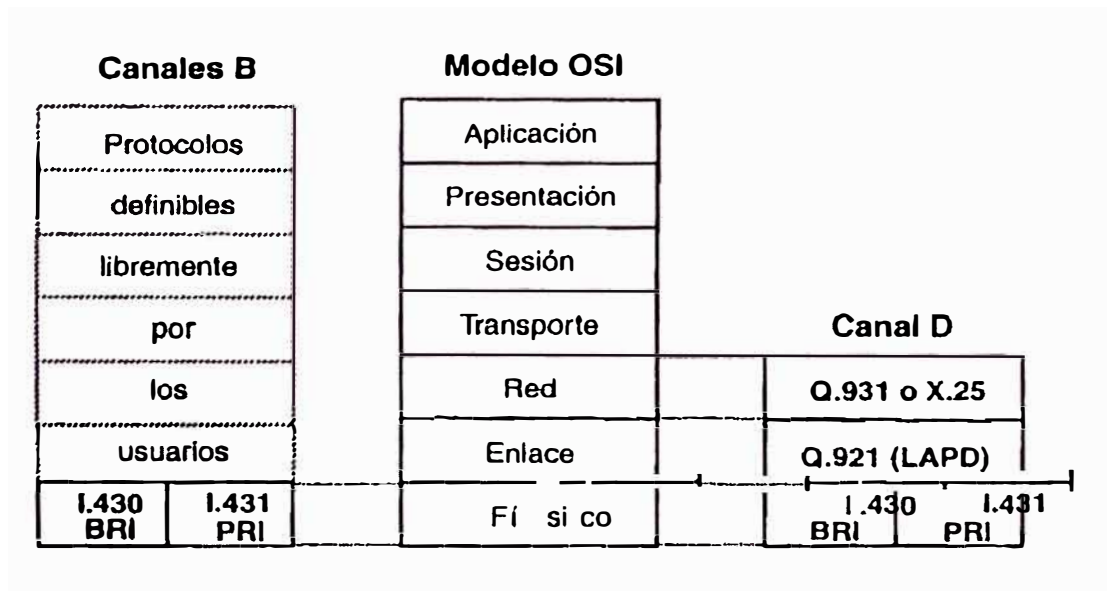 Canales B
Protocolos
definibles
libremente
por
los
usuarios
I.430 I.431
BRI PRI
Modelo OSI
Aplicación
Presentación
Sesión
Transporte
Red
Enlace
Fí si co
Canal D
Q.931 o X.25
Q.921 (LAPD)
I.430 I.431
BRI PRI